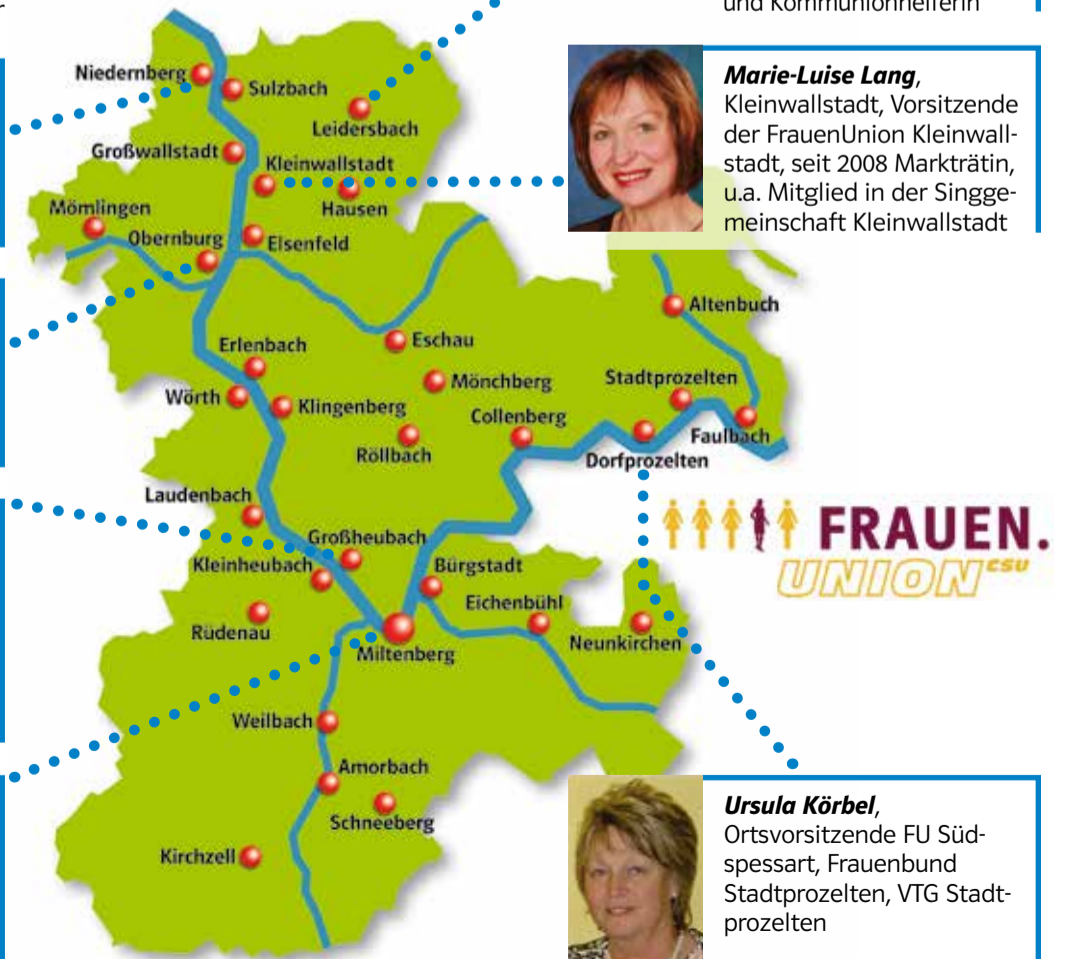 und Kommunionhelferin
Marie-Luise Lang,
Kleinwallstadt, Vorsitzende
der FrauenUnion Kleinwall-
stadt, seit 2008 Markträtin,
u.a. Mitglied in der Singge-
meinschaft Kleinwallstadt
Niedernberg
Sulzbach
Leidersbach
Großwallstadt
Kleinwallstadt
Hausen
Mömlingen
Obernburg
Elsenfeld
Altenbuch
Erlenbach
Eschau
Mönchberg
Stadtprozelten
Wörth
Klingenberg
Collenberg
Faulbach
Röllbach
Dorfprozelten
Laudenbach
Großheubach
Kleinheubach
Bürgstadt
Eichenbühl
Rüdenau
Neunkirchen
Miltenberg
Weilbach
Amorbach
Schneeberg
Kirchzell
FRAUEN.
UNION CSU
Ursula Körbel,
Ortsvorsitzende FU Süd-
spessart, Frauenbund
Stadtprozelten, VTG Stadt-
prozelten